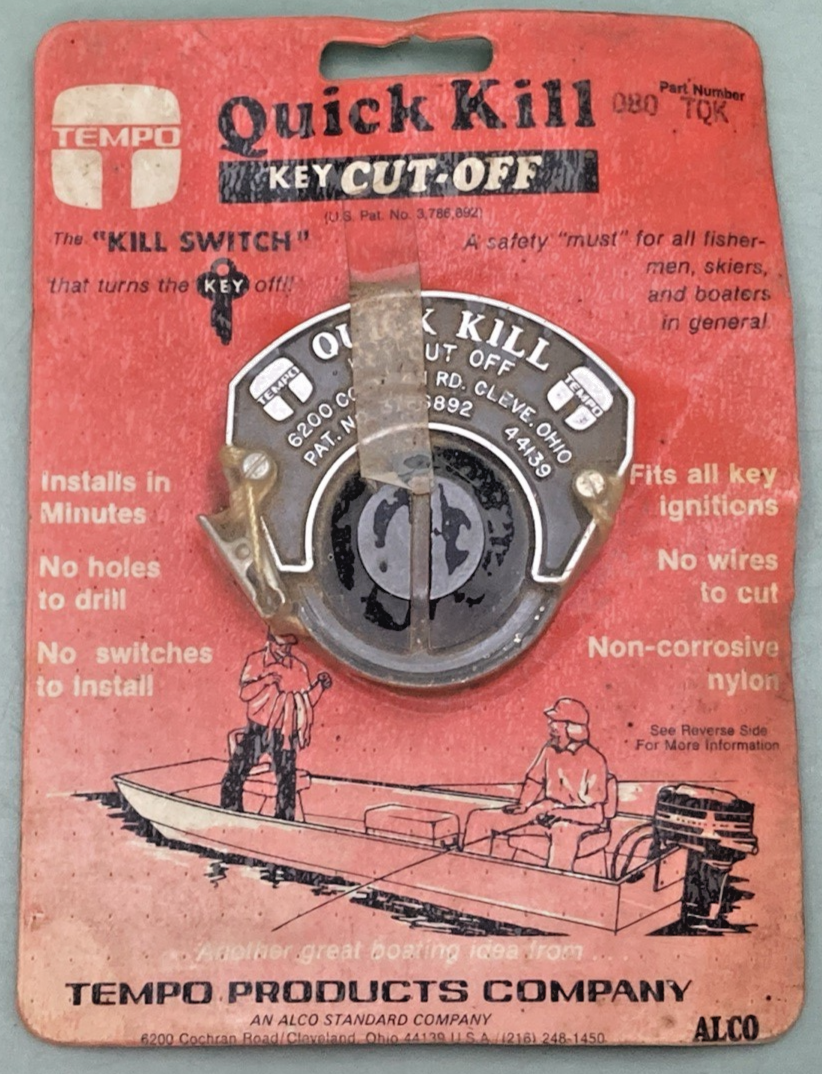 TEMPO
Quick Kill
Part Number
080 TQK
KEY CUT-OFF
(U.S. Pat. No. 3,786,892)
The "KILL SWITCH"
that turns the KEY off!!
A safety "must" for all fisher-
men, skiers,
and boaters
in general
QUICK KILL
CUT OFF
TEMPO
TEMPO
6200 RD. CLEVE. OHIO
PAT. 44139
Installs in
Minutes
No holes
to drill
No switches
to install
Fits all key
ignitions
No wires
to cut
Non-corrosive
nylon
See Reverse Side
For More Information
Another great boating idea from ....
TEMPO PRODUCTS COMPANY
AN ALCO STANDARD COMPANY
6200 Cochran Road/Cleveland, Ohio 44139 U.S.A./(216) 248-1450
ALCO